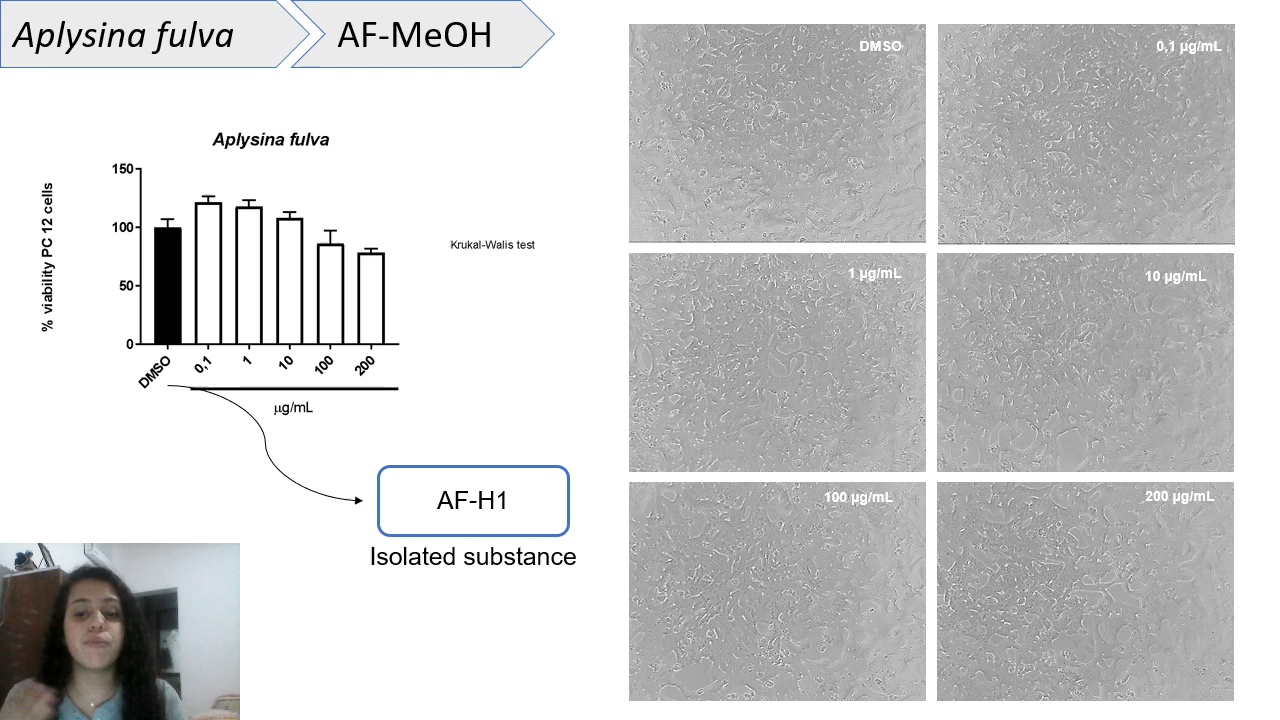 Aplysina fulva
AF-MeOH
Aplysina fulva
% viability PC 12 cells
150
100
50
0
DMSO
0,1
1
10
100
200
µg/mL
Krukal-Walis test
AF-H1
Isolated substance
DMSO
0,1 µg/mL
1 µg/mL
10 µg/mL
100 µg/mL
200 µg/mL